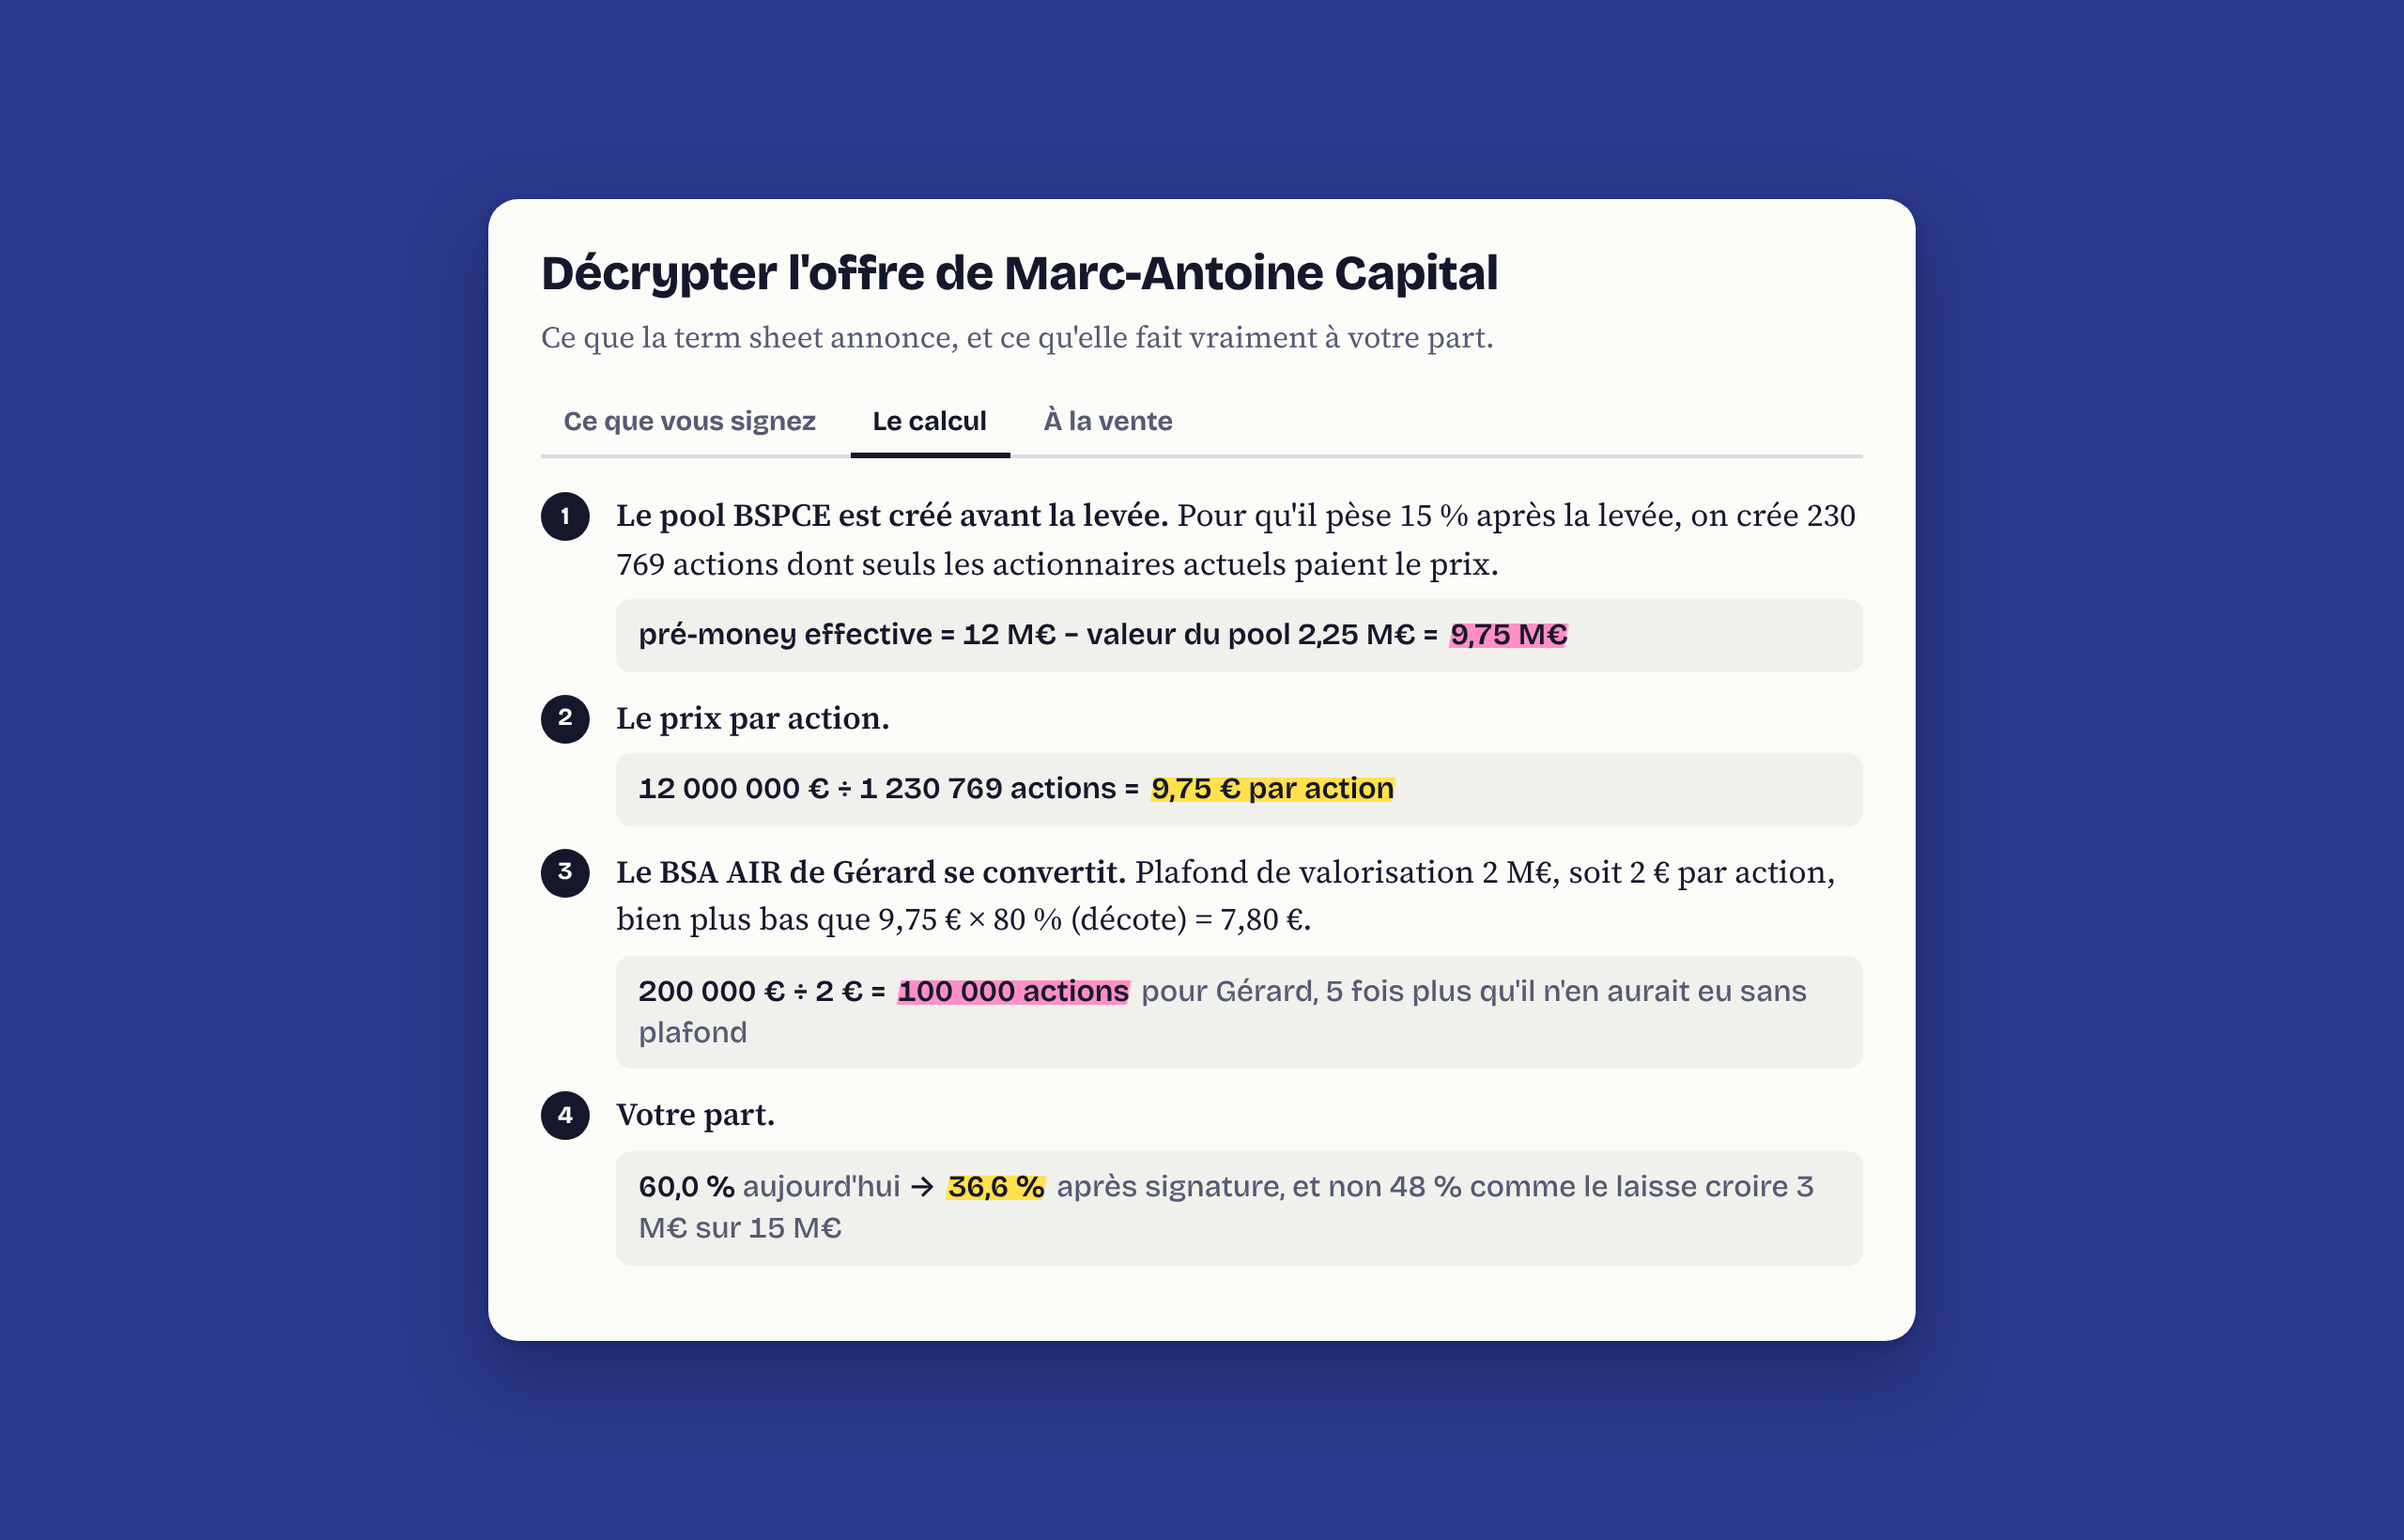 Décrypter l'offre de Marc-Antoine Capital
Ce que la term sheet annonce, et ce qu'elle fait vraiment à votre part.
Ce que vous signez Le calcul À la vente
1 Le pool BSPCE est créé avant la levée. Pour qu'il pèse 15 % après la levée, on crée 230
769 actions dont seuls les actionnaires actuels paient le prix.
pré-money effective = 12 M€ − valeur du pool 2,25 M€ = 9,75 M€
2 Le prix par action.
12 000 000 € ÷ 1 230 769 actions = 9,75 € par action
3 Le BSA AIR de Gérard se convertit. Plafond de valorisation 2 M€, soit 2 € par action,
bien plus bas que 9,75 € × 80 % (décote) = 7,80 €.
200 000 € ÷ 2 € = 100 000 actions pour Gérard, 5 fois plus qu'il n'en aurait eu sans
plafond
4 Votre part.
60,0 % aujourd'hui → 36,6 % après signature, et non 48 % comme le laisse croire 3
M€ sur 15 M€